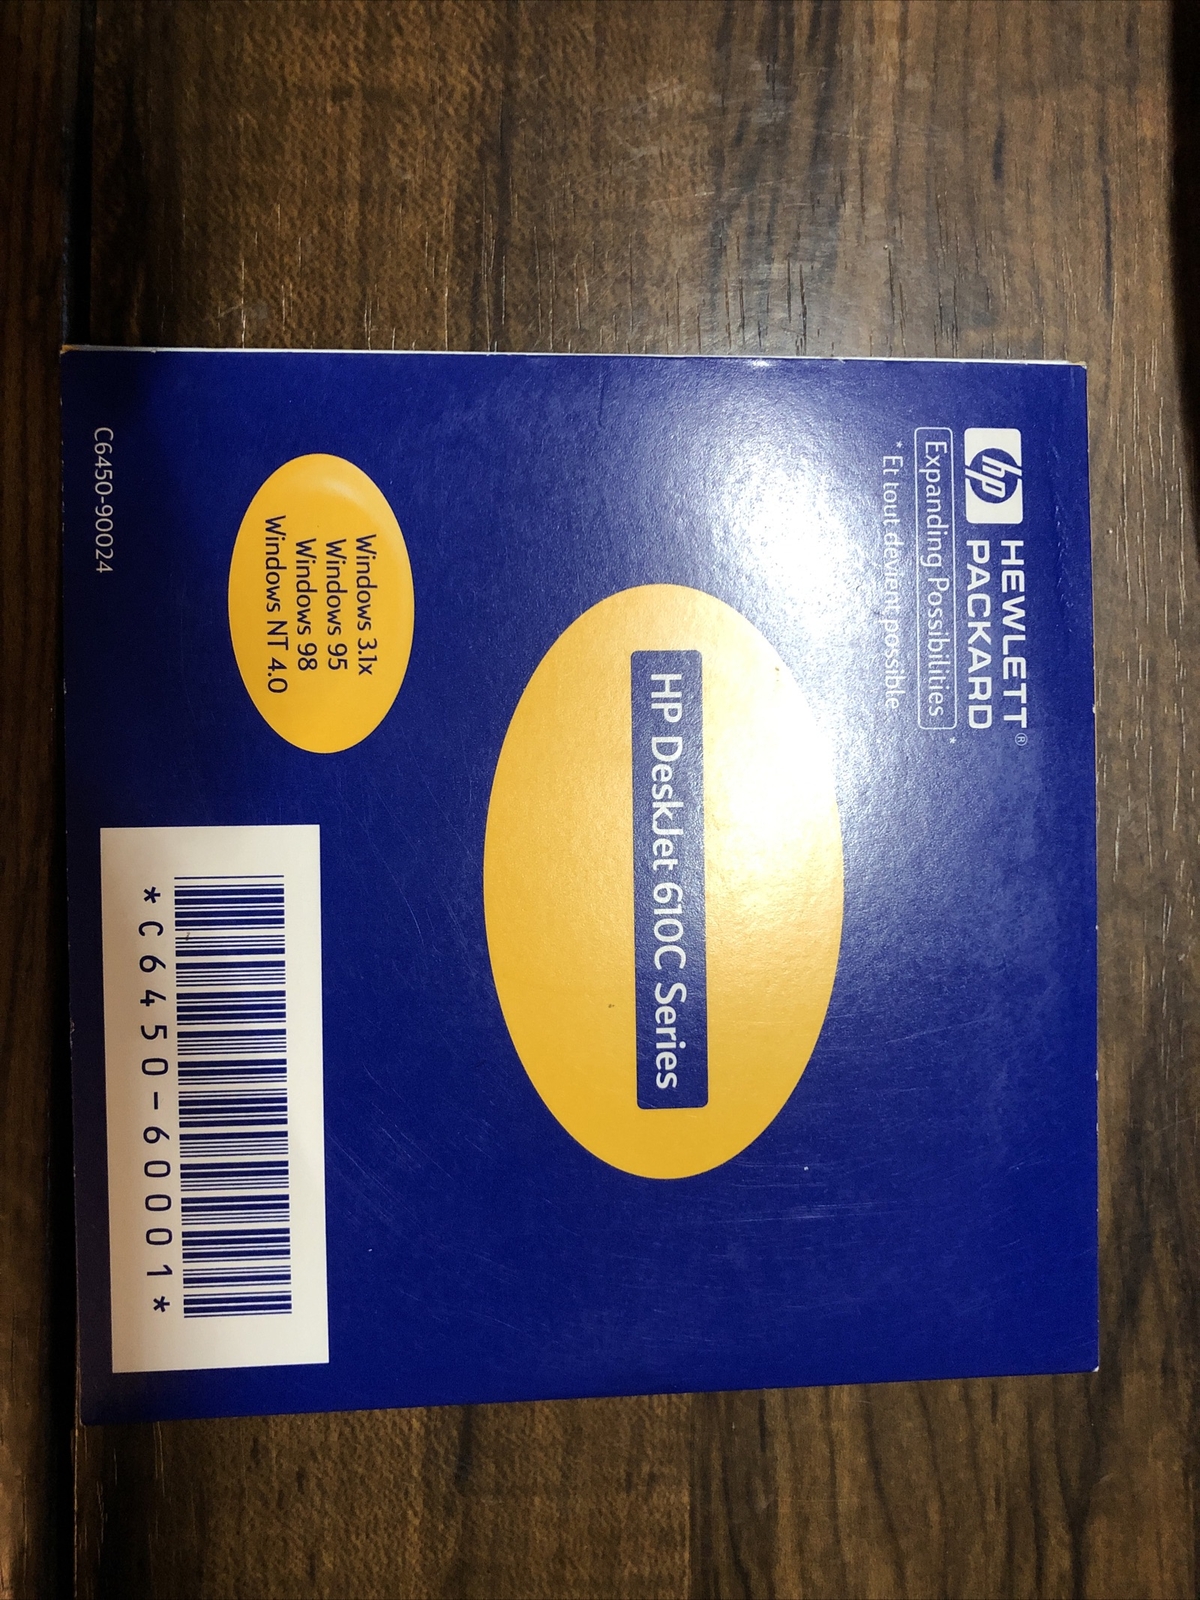 hp HEWLETT®
PACKARD
Expanding Possibilities*
* Et tout devient possible
HP DeskJet 610C Series
Windows 3.1x
Windows 95
Windows 98
Windows NT 4.0
*C6450-60001*
C6450-90024